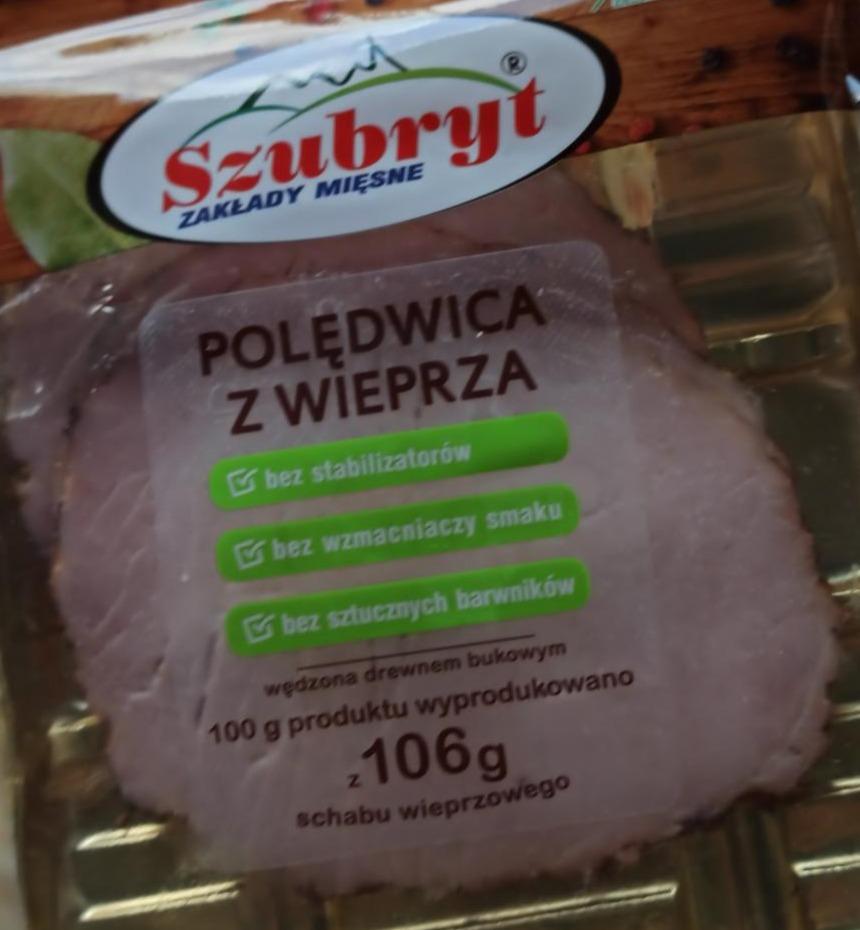 Szubryt ®
ZAKŁADY MIĘSNE
POLĘDWICA
Z WIEPRZA
bez stabilizatorów
bez wzmacniaczy smaku
bez sztucznych barwników
wędzona drewnem bukowym
100 g produktu wyprodukowano
z 106g
schabu wieprzowego